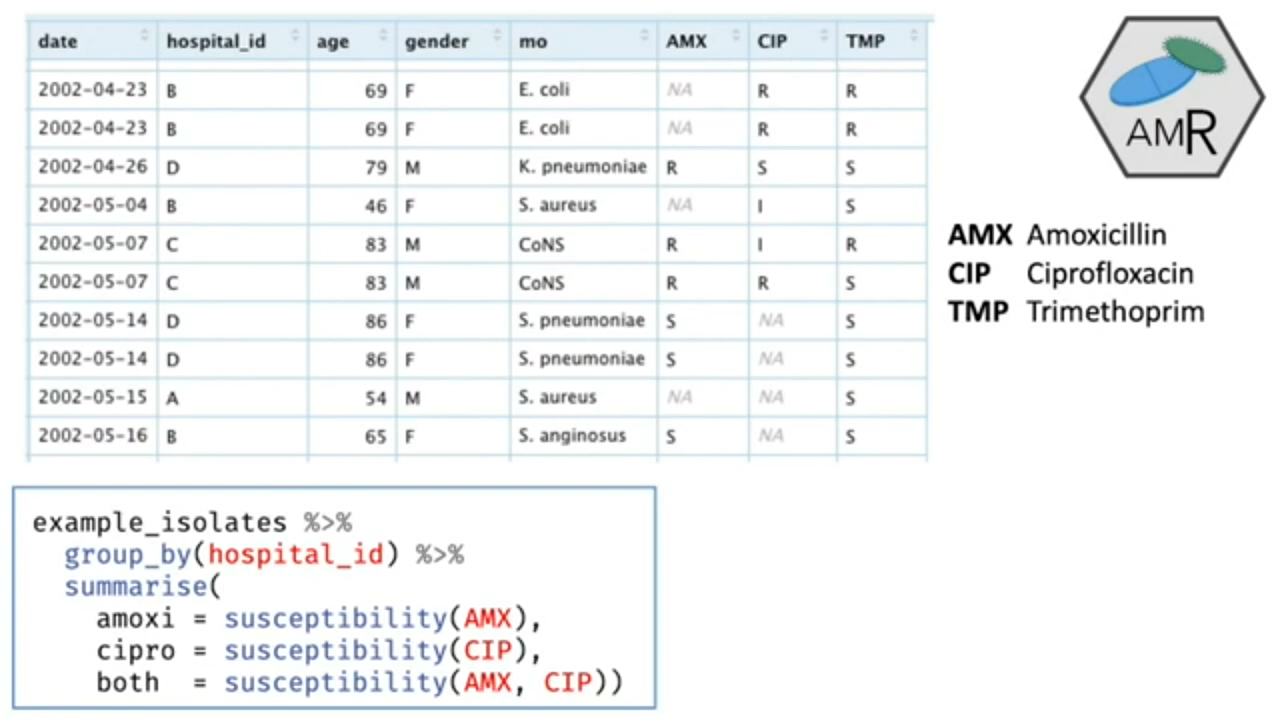 date hospital_id age gender mo AMX CIP TMP
2002-04-23 B 69 F E. coli NA R R
2002-04-23 B 69 F E. coli NA R R
2002-04-26 D 79 M K. pneumoniae R S S
2002-05-04 B 46 F S. aureus NA I S
2002-05-07 C 83 M CoNS R I R
2002-05-07 C 83 M CoNS R R S
2002-05-14 D 86 F S. pneumoniae S NA S
2002-05-14 D 86 F S. pneumoniae S NA S
2002-05-15 A 54 M S. aureus NA NA S
2002-05-16 B 65 F S. anginosus S NA S
AMR
AMX Amoxicillin
CIP Ciprofloxacin
TMP Trimethoprim
example_isolates %>%
  group_by(hospital_id) %>%
  summarise(
    amoxi = susceptibility(AMX),
    cipro = susceptibility(CIP),
    both  = susceptibility(AMX, CIP))